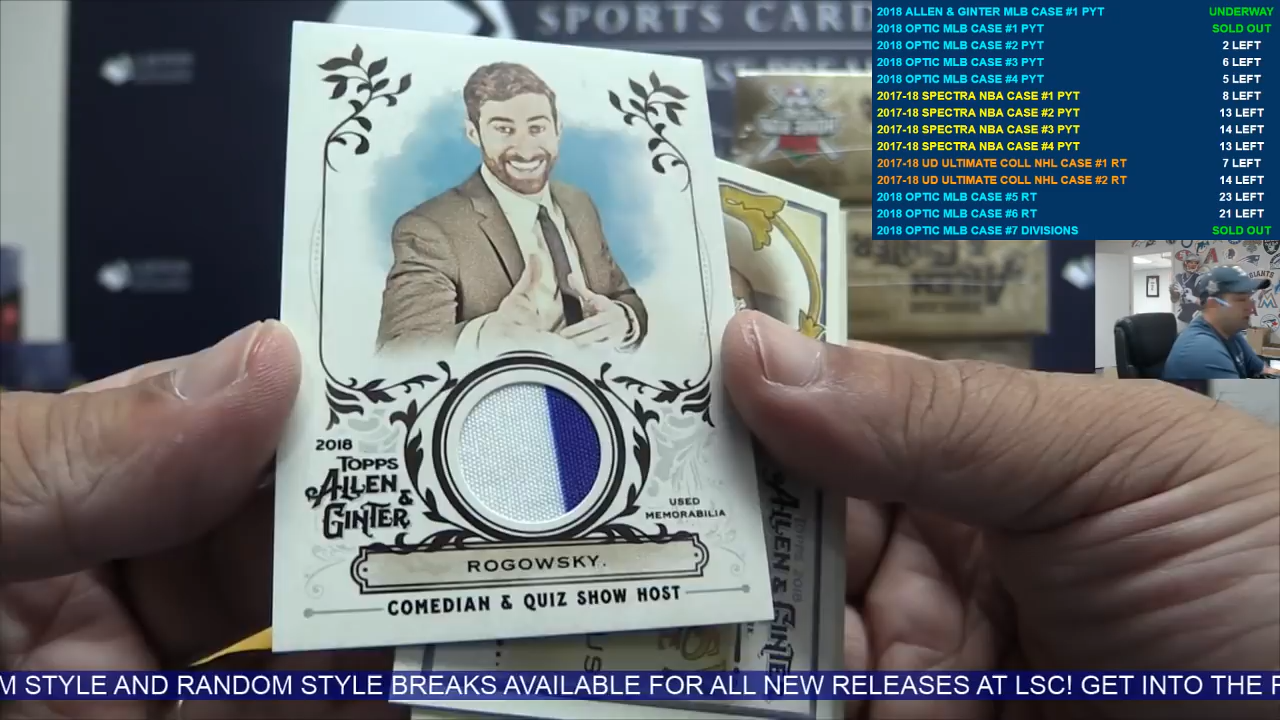 SPORTS CARD
2018 ALLEN & GINTER MLB CASE #1 PYT UNDERWAY
2018 OPTIC MLB CASE #1 PYT SOLD OUT
2018 OPTIC MLB CASE #2 PYT 2 LEFT
2018 OPTIC MLB CASE #3 PYT 6 LEFT
2018 OPTIC MLB CASE #4 PYT 5 LEFT
2017-18 SPECTRA NBA CASE #1 PYT 8 LEFT
2017-18 SPECTRA NBA CASE #2 PYT 13 LEFT
2017-18 SPECTRA NBA CASE #3 PYT 14 LEFT
2017-18 SPECTRA NBA CASE #4 PYT 13 LEFT
2017-18 UD ULTIMATE COLL NHL CASE #1 RT 7 LEFT
2017-18 UD ULTIMATE COLL NHL CASE #2 RT 14 LEFT
2018 OPTIC MLB CASE #5 RT 23 LEFT
2018 OPTIC MLB CASE #6 RT 21 LEFT
2018 OPTIC MLB CASE #7 DIVISIONS SOLD OUT
GIANTS
2018
TOPPS
ALLEN &
GINTER
USED
MEMORABILIA
ROGOWSKY.
COMEDIAN & QUIZ SHOW HOST
TOPPS 2018
ALLEN & GINTE
M STYLE AND RANDOM STYLE BREAKS AVAILABLE FOR ALL NEW RELEASES AT LSC! GET INTO THE